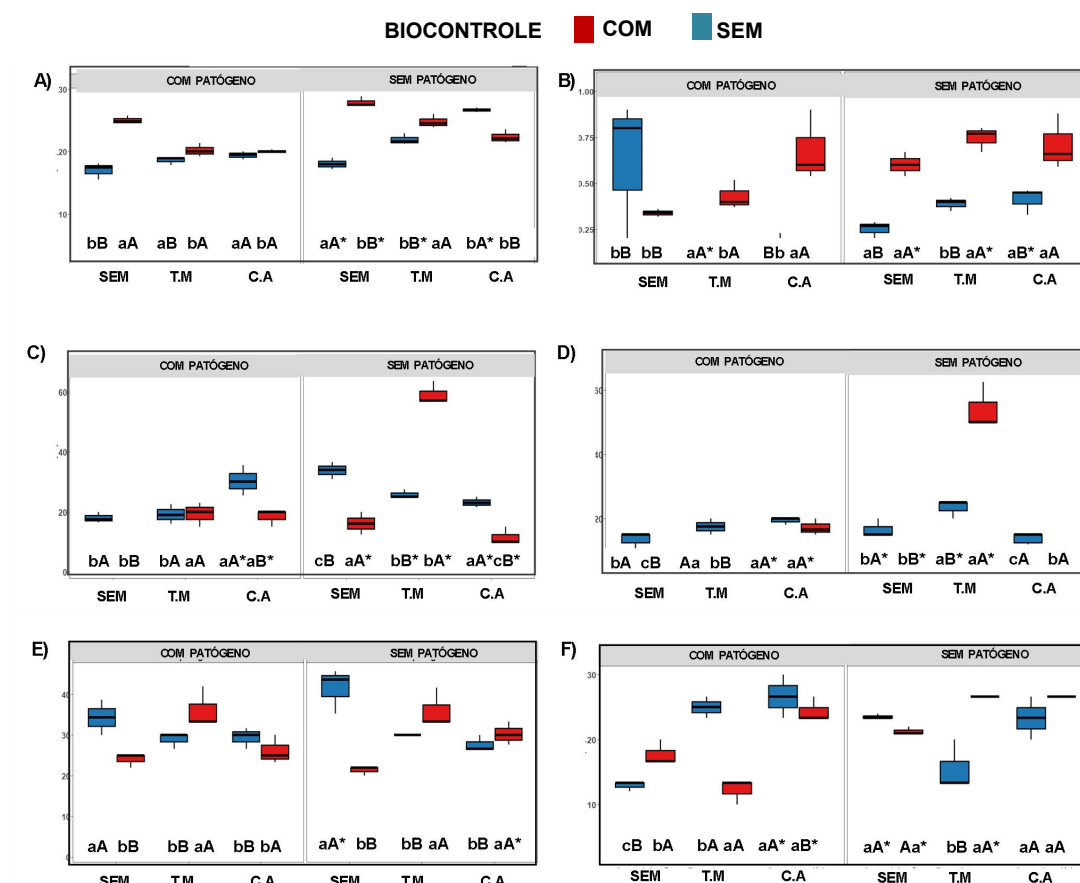 BIOCONTROLE COM SEM
A)
COM PATÓGENO SEM PATÓGENO
30
20
10
bB aA aB bA aA bA aA* bB* bB* aA bA* bB
SEM T.M C.A SEM T.M C.A
B)
COM PATÓGENO SEM PATÓGENO
1.00
0.75
0.50
0.25
bB bB aA* bA Bb aA aB aA* bB aA* aB* aA
SEM T.M C.A SEM T.M C.A
C)
COM PATÓGENO SEM PATÓGENO
60
40
20
0
bA bB bA aA aA* aB* cB aA* bB* bA* aA* cB*
SEM T.M C.A SEM T.M C.A
D)
COM PATÓGENO SEM PATÓGENO
60
40
20
bA cB Aa bB aA* aA* bA* bB* aB* aA* cA bA
SEM T.M C.A SEM T.M C.A
E)
COM PATÓGENO SEM PATÓGENO
40
30
20
10
0
aA bB bB aA bB bA aA* bB bB aA bB aA*
SEM T.M C.A SEM T.M C.A
F)
COM PATÓGENO SEM PATÓGENO
30
20
10
cB bA bA aA aA* aB* aA* Aa* bB aA* aA aA
SEM T.M C.A SEM T.M C.A